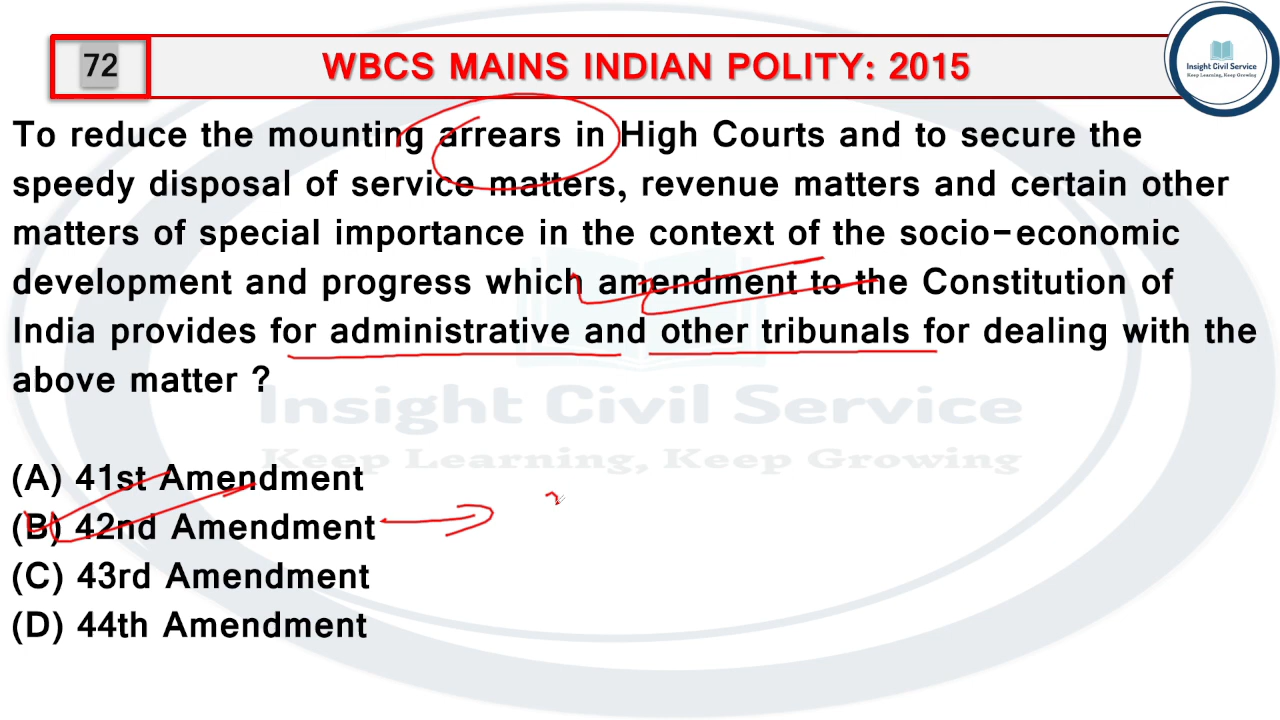 72
WBCS MAINS INDIAN POLITY: 2015
Insight Civil Service
Keep Learning, Keep Growing
To reduce the mounting arrears in High Courts and to secure the
speedy disposal of service matters, revenue matters and certain other
matters of special importance in the context of the socio-economic
development and progress which amendment to the Constitution of
India provides for administrative and other tribunals for dealing with the
above matter ?
Insight Civil Service
Keep Learning, Keep Growing
(A) 41st Amendment
(B) 42nd Amendment
(C) 43rd Amendment
(D) 44th Amendment